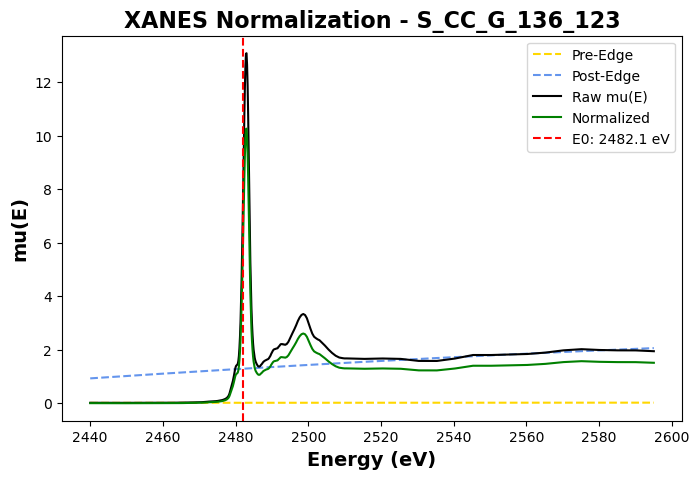 XANES Normalization - S_CC_G_136_123
Pre-Edge
Post-Edge
Raw mu(E)
Normalized
E0: 2482.1 eV
mu(E)
12
10
8
6
4
2
0
2440 2460 2480 2500 2520 2540 2560 2580 2600
Energy (eV)